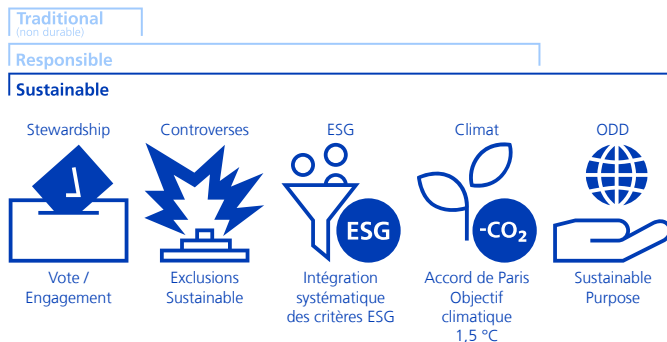 Traditional
(non durable)
Responsible
Sustainable
Stewardship
Controverses
ESG
Climat
ODD
ESG
-CO₂
Vote /
Engagement
Exclusions
Sustainable
Intégration
systématique
des critères ESG
Accord de Paris
Objectif
climatique
1,5 °C
Sustainable
Purpose